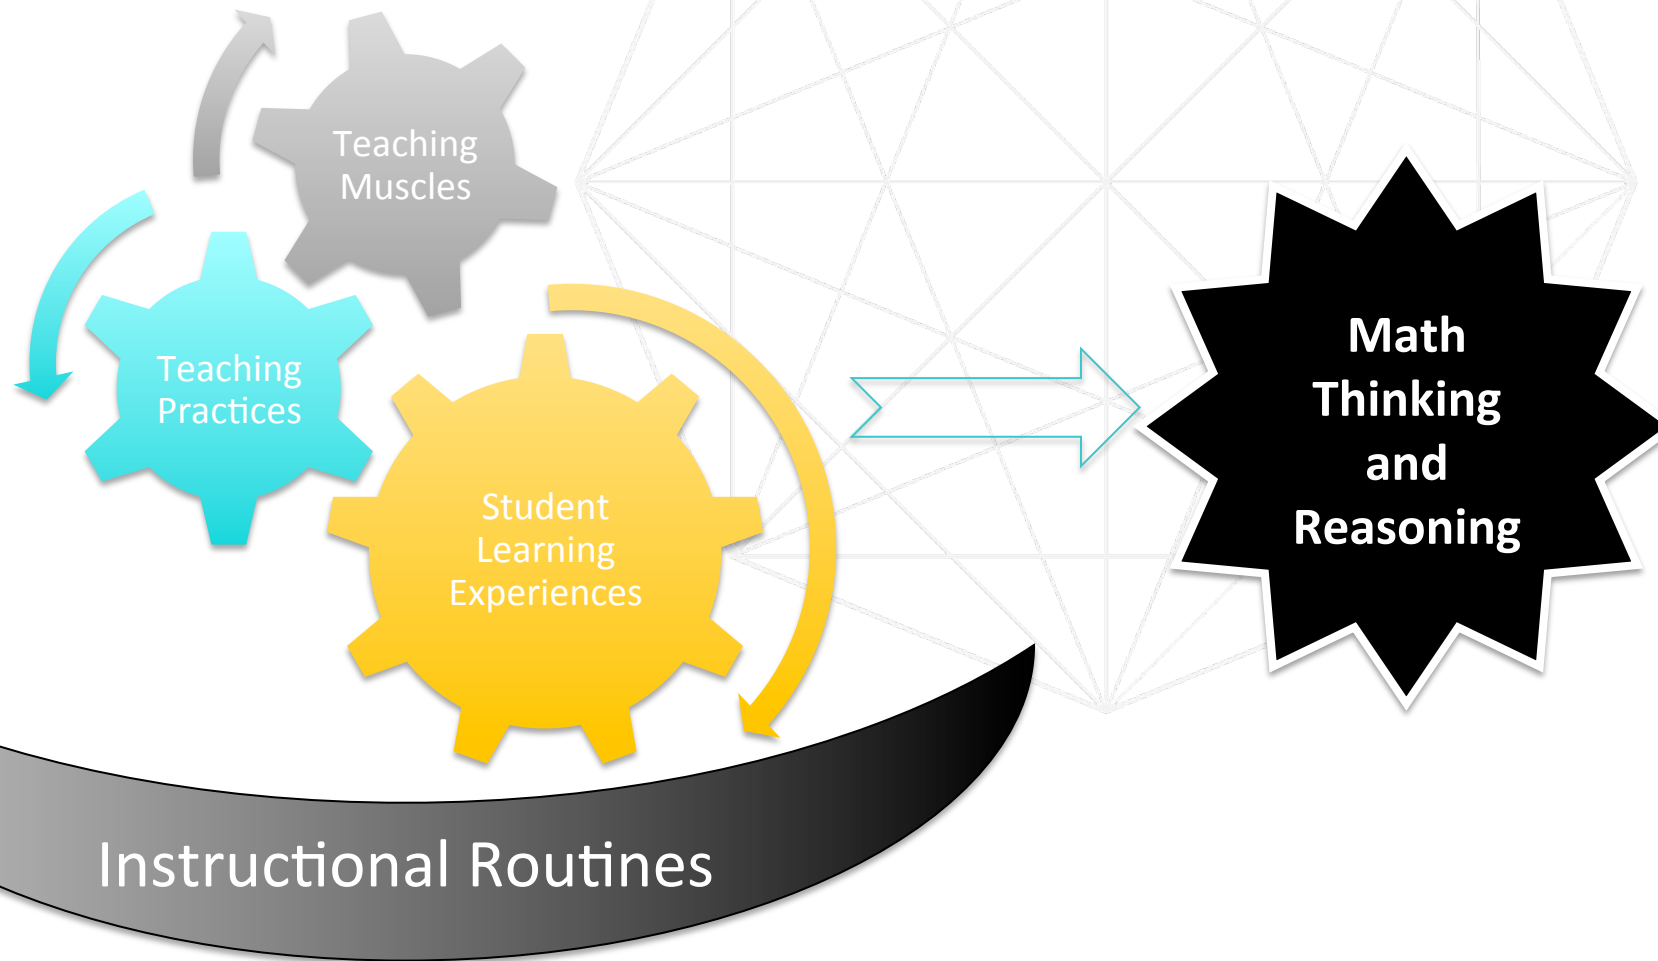 Teaching
Muscles
Teaching
Practices
Student
Learning
Experiences
Math
Thinking
and
Reasoning
Instructional Routines